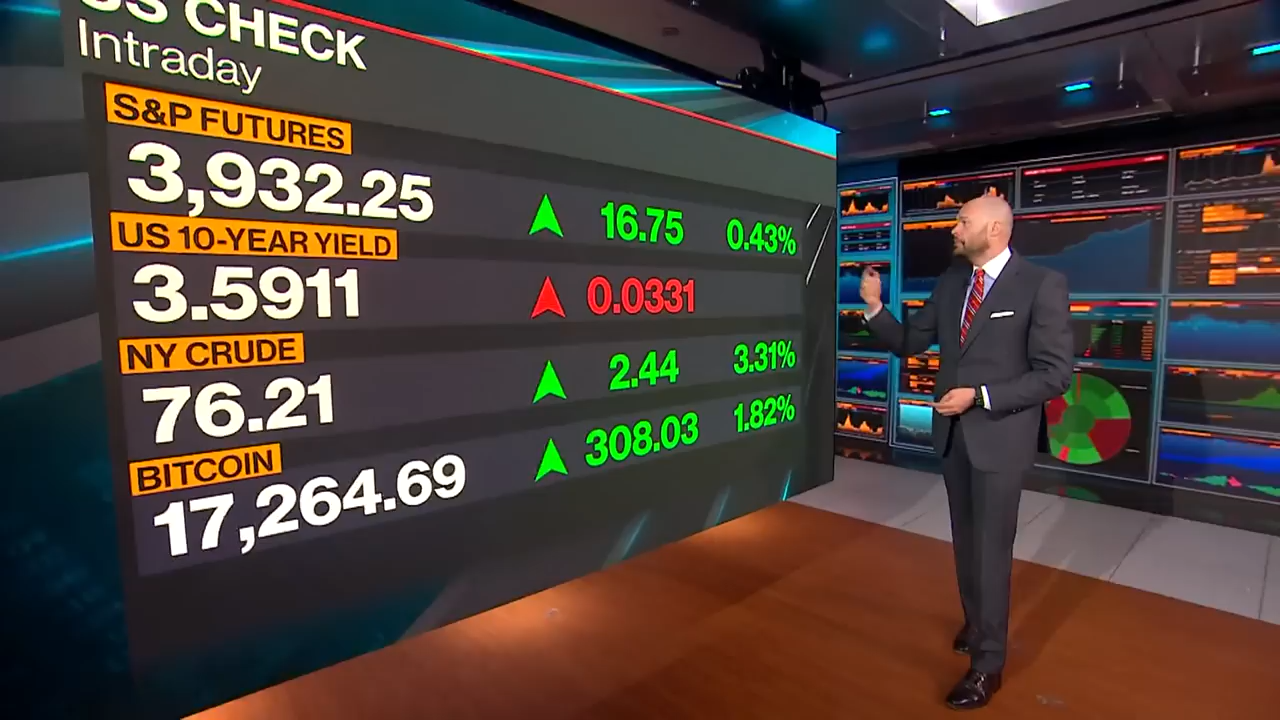 CHECK
Intraday
S&P FUTURES
3,932.25 16.75 0.43%
US 10-YEAR YIELD
3.5911 0.0331
NY CRUDE
76.21 2.44 3.31%
BITCOIN
17,264.69 308.03 1.82%